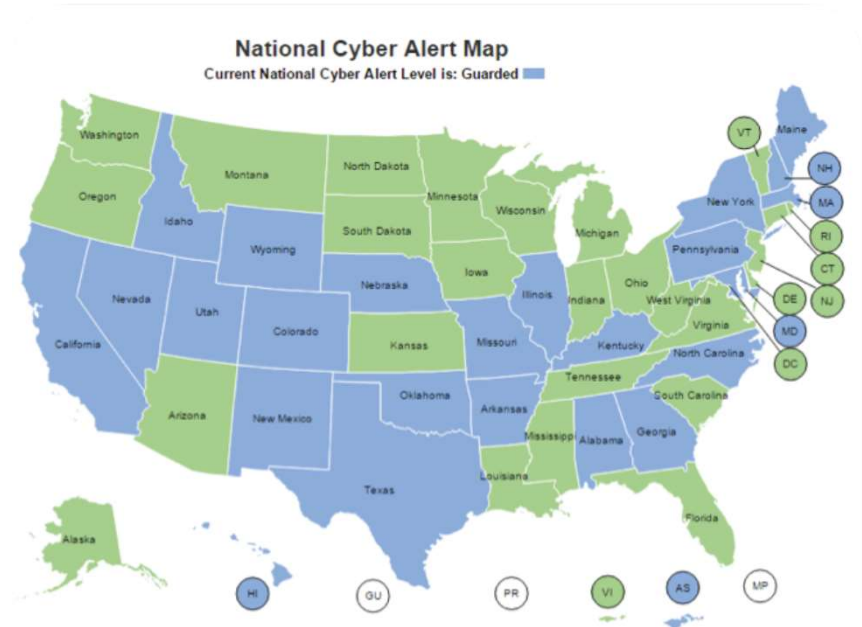 National Cyber Alert Map
Current National Cyber Alert Level is: Guarded
Washington
Oregon
Idaho
Montana
North Dakota
South Dakota
Minnesota
Wisconsin
Michigan
VT
Maine
NH
MA
New York
RI
CT
NJ
Pennsylvania
Wyoming
Nebraska
Iowa
Illinois
Indiana
Ohio
West Virginia
Virginia
DE
MD
DC
Nevada
Utah
Colorado
Kansas
Missouri
Kentucky
North Carolina
California
Arizona
New Mexico
Oklahoma
Arkansas
Tennessee
South Carolina
Mississippi
Alabama
Georgia
Texas
Louisiana
Florida
Alaska
HI
GU
PR
VI
AS
MP